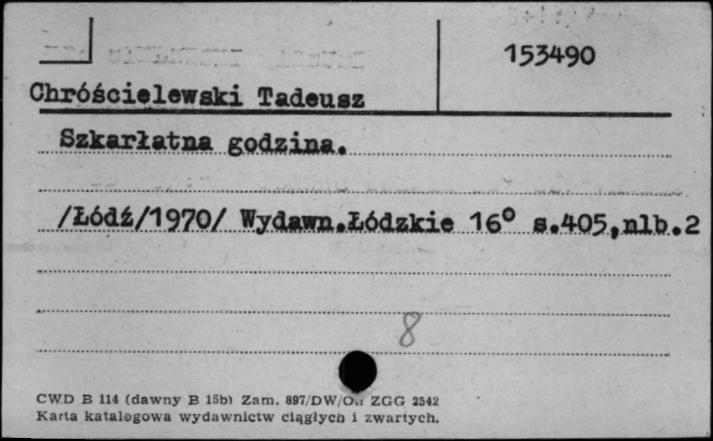 153490
Chróścielewski Tadeusz
Szkarłatna godzina.
/Łódź/1970/ Wydawn.Łódzkie 16° s.405,nlb.2
8
CWD B 114 (dawny B 15b) Zam. 897/DW/ ZGG 2542
Karta katalogowa wydawnictw ciągłych i zwartych.